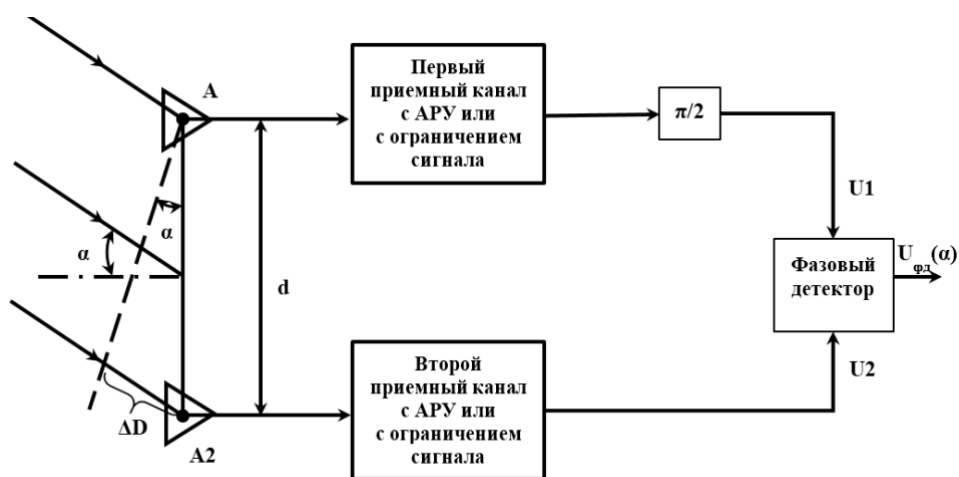 A
Первый
приемный канал
с АРУ или
с ограничением
сигнала
π/2
U1
α
α
d
Фазовый
детектор
Uфд(α)
Второй
приемный канал
с АРУ или
с ограничением
сигнала
U2
ΔD
A2